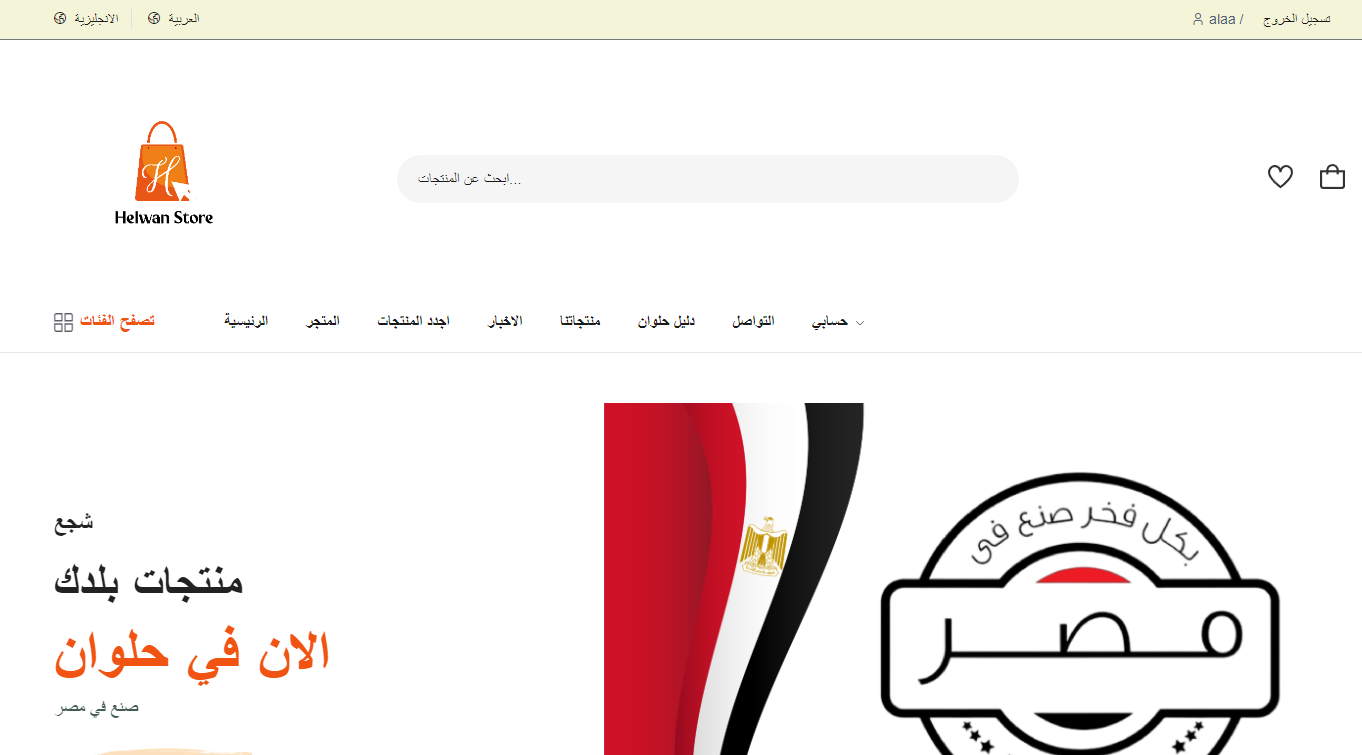 الانجليزية
العربية
alaa /
تسجيل الخروج
H
Helwan Store
ابحث عن المنتجات...
تصفح الفئات
الرئيسية
المتجر
اجدد المنتجات
الاخبار
منتجاتنا
دليل حلوان
التواصل
حسابي
شجع
منتجات بلدك
الان في حلوان
صنع في مصر
بكل فخر صنع في
مصر